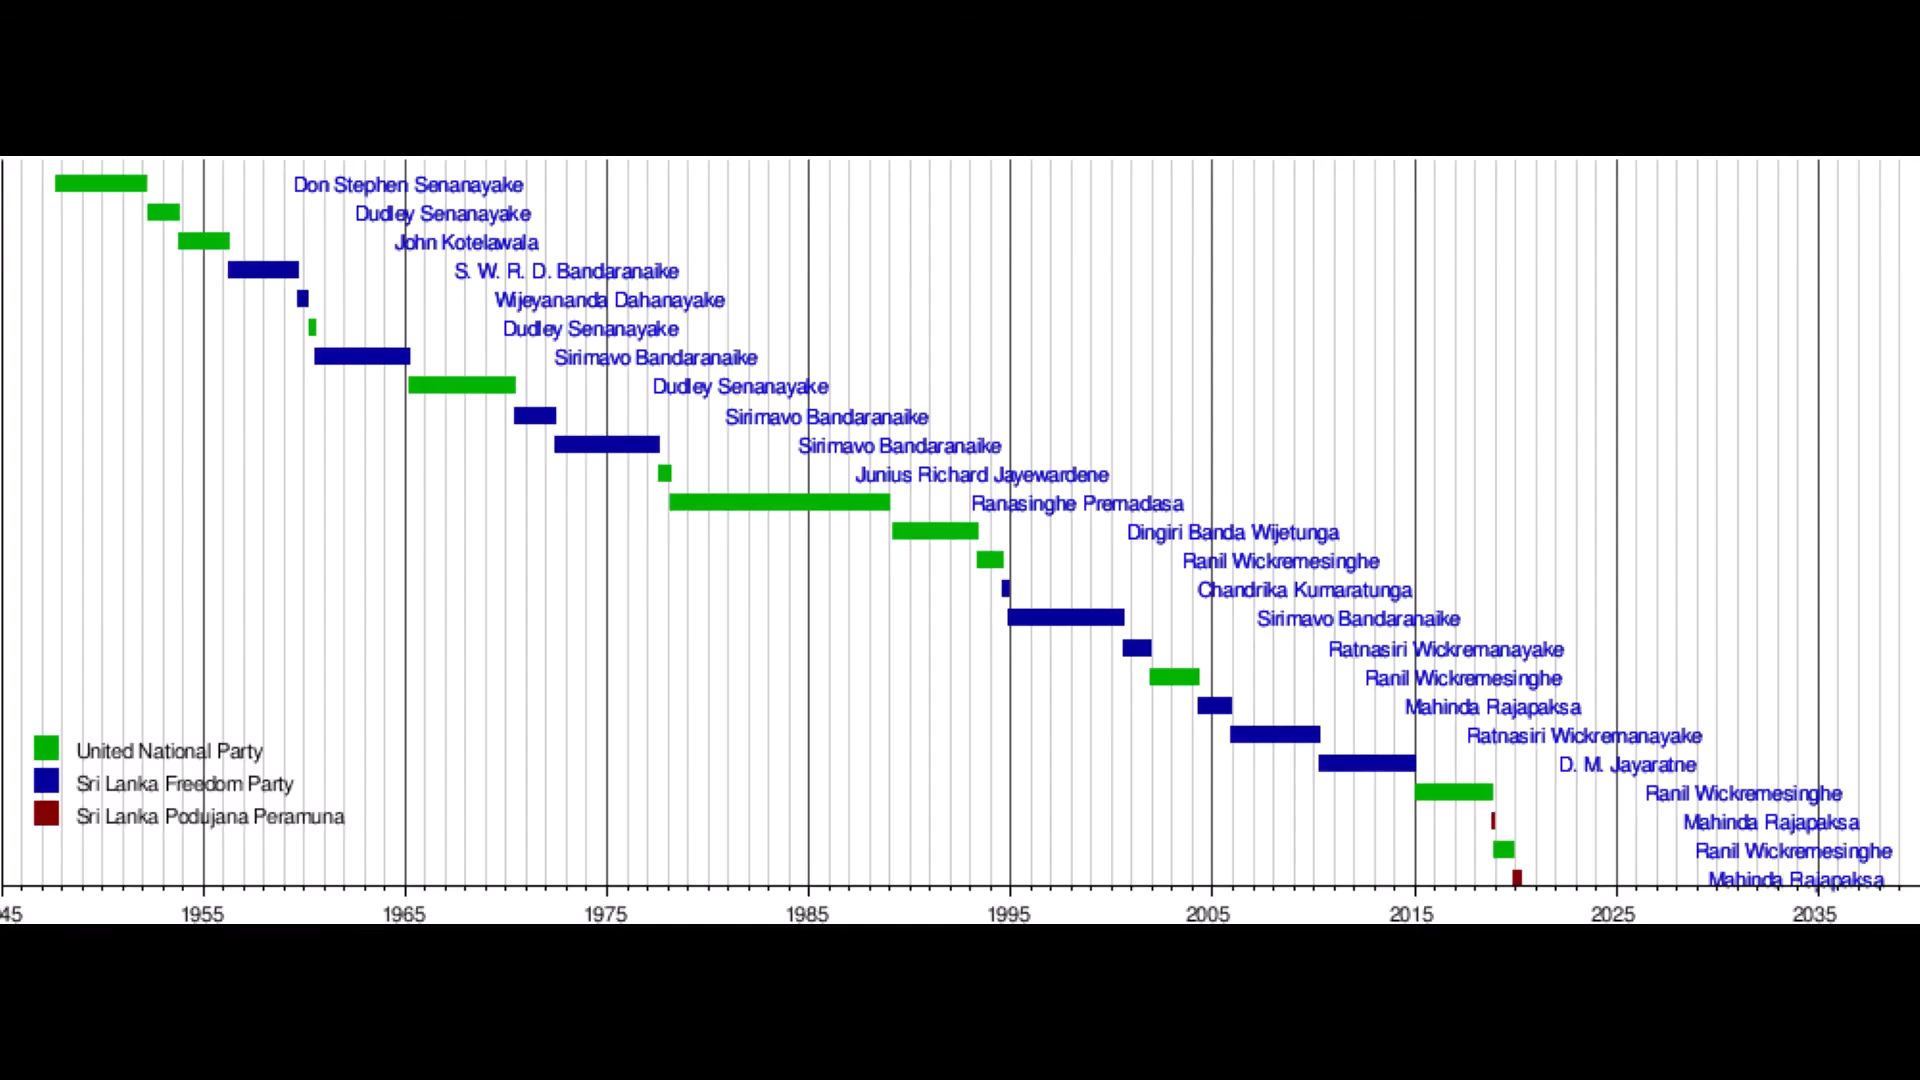 Don Stephen Senanayake
Dudley Senanayake
John Kotelawala
S. W. R. D. Bandaranaike
Wijeyananda Dahanayake
Dudley Senanayake
Sirimavo Bandaranaike
Dudley Senanayake
Sirimavo Bandaranaike
Sirimavo Bandaranaike
Junius Richard Jayewardene
Ranasinghe Premadasa
Dingiri Banda Wijetunga
Ranil Wickremesinghe
Chandrika Kumaratunga
Sirimavo Bandaranaike
Ratnasiri Wickremanayake
Ranil Wickremesinghe
Mahinda Rajapaksa
Ratnasiri Wickremanayake
D. M. Jayaratne
Ranil Wickremesinghe
Mahinda Rajapaksa
Ranil Wickremesinghe
Mahinda Rajapaksa
United National Party
Sri Lanka Freedom Party
Sri Lanka Podujana Peramuna
45 1955 1965 1975 1985 1995 2005 2015 2025 2035